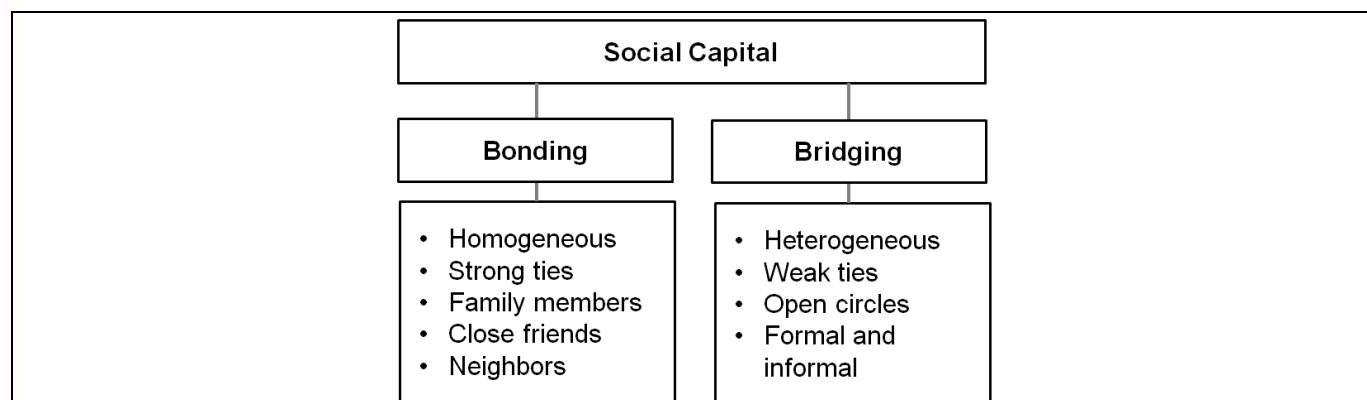 Social Capital
Bonding
Bridging
• Homogeneous
• Strong ties
• Family members
• Close friends
• Neighbors
• Heterogeneous
• Weak ties
• Open circles
• Formal and
informal